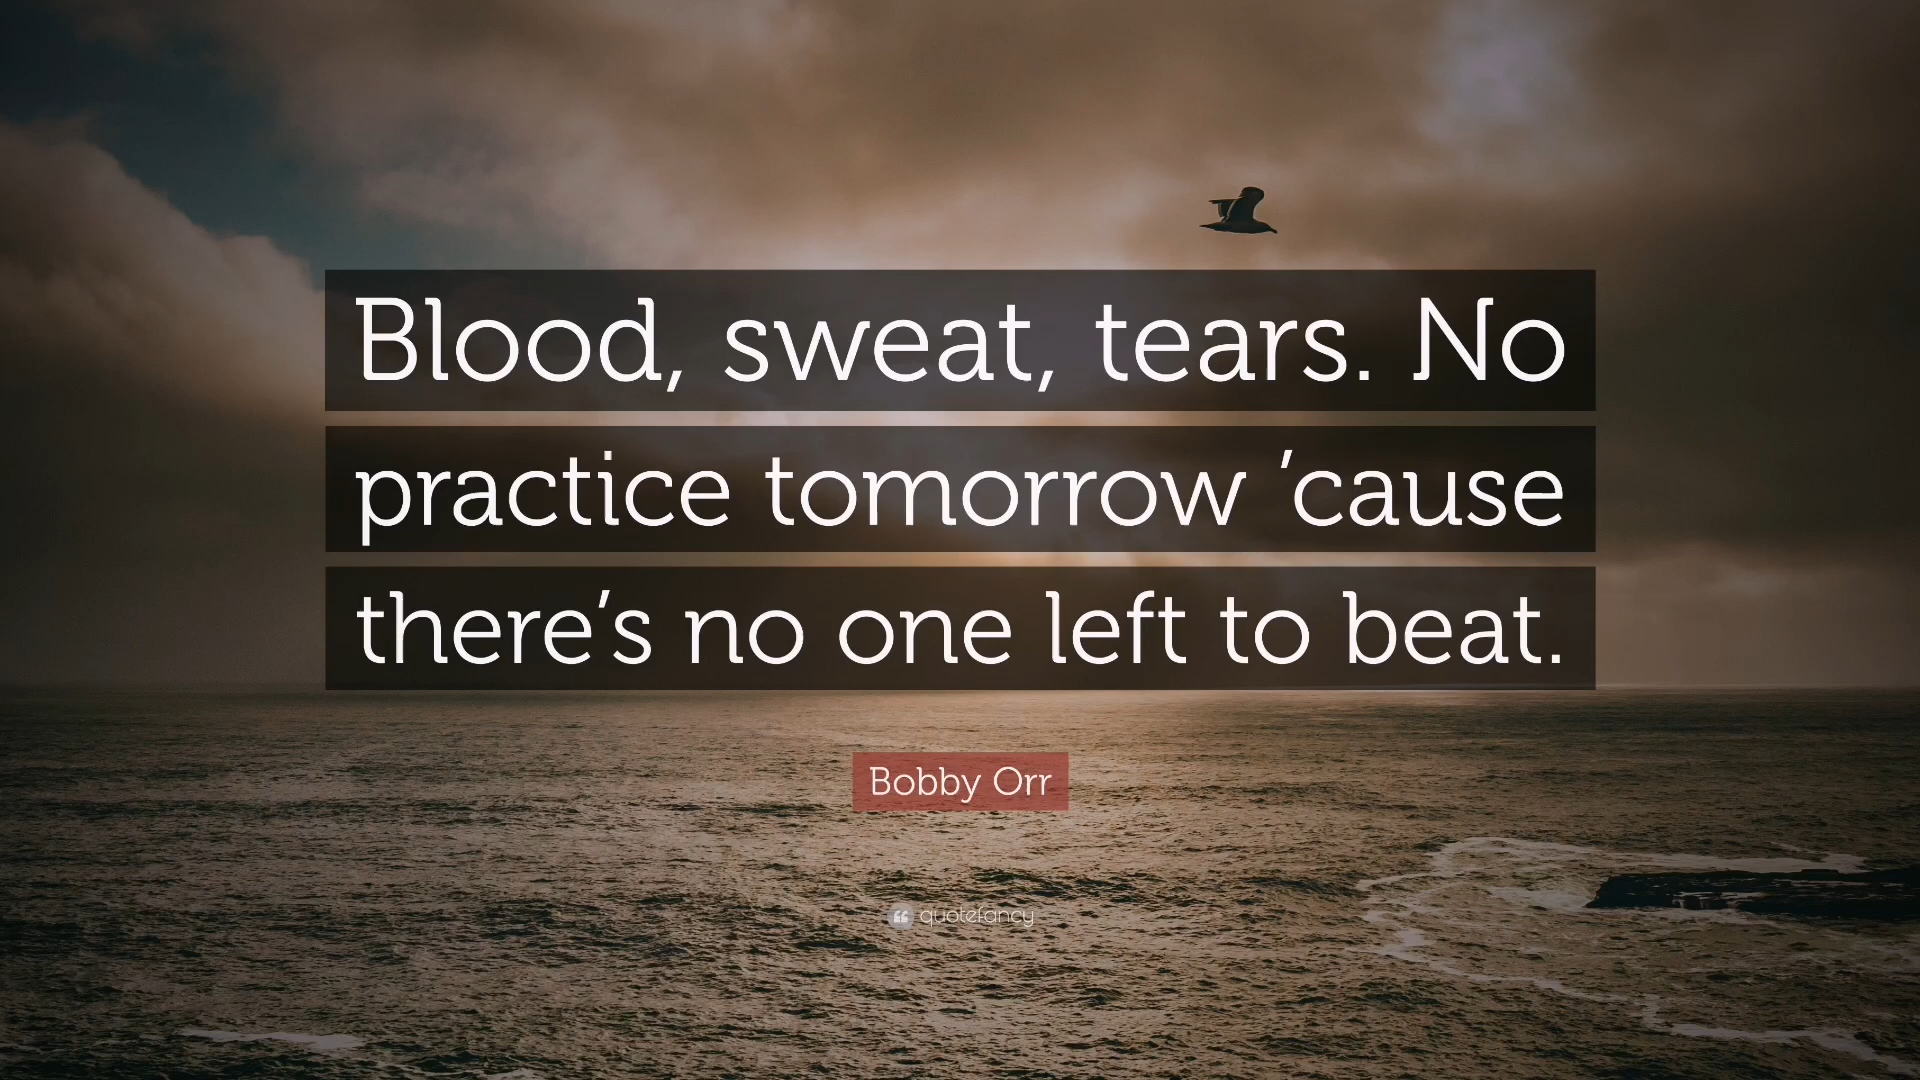 Blood, sweat, tears. No
practice tomorrow ’cause
there’s no one left to beat.
Bobby Orr
quotefancy